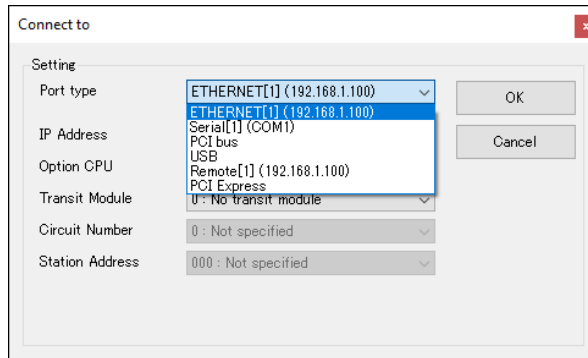 Connect to
x
Setting
Port type
ETHERNET[1] (192.168.1.100)
OK
ETHERNET[1] (192.168.1.100)
Serial[1] (COM1)
PCI bus
USB
Remote[1] (192.168.1.100)
PCI Express
IP Address
Cancel
Option CPU
Transit Module
0 : No transit module
Circuit Number
0 : Not specified
Station Address
000 : Not specified